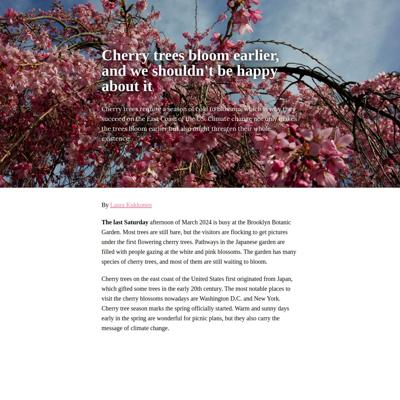 Cherry trees bloom earlier,
and we shouldn't be happy
about it
Cherry trees require a season of cold to blossom, which is why they
succeed on the East Coast of the US. Climate change not only makes
the trees bloom earlier but also might threaten their whole
existence.
By Laura Kukkonen
The last Saturday afternoon of March 2024 is busy at the Brooklyn Botanic
Garden. Most trees are still bare, but the visitors are flocking to get pictures
under the first flowering cherry trees. Pathways in the Japanese garden are
filled with people gazing at the white and pink blossoms. The garden has many
species of cherry trees, and most of them are still waiting to bloom.
Cherry trees on the east coast of the United States first originated from Japan,
which gifted some trees in the early 20th century. The most notable places to
visit the cherry blossoms nowadays are Washington D.C. and New York.
Cherry tree season marks the spring officially started. Warm and sunny days
early in the spring are wonderful for picnic plans, but they also carry the
message of climate change.